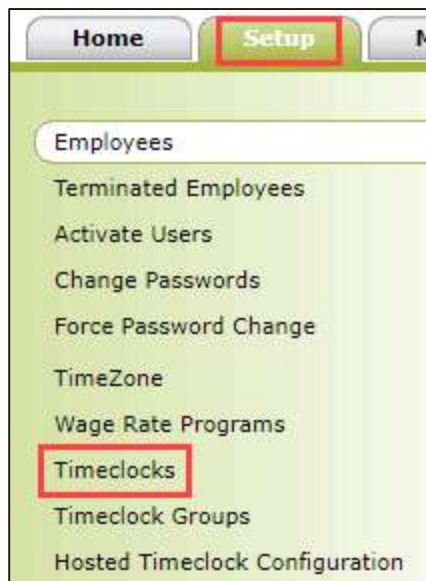 Home Setup
Employees
Terminated Employees
Activate Users
Change Passwords
Force Password Change
TimeZone
Wage Rate Programs
Timeclocks
Timeclock Groups
Hosted Timeclock Configuration